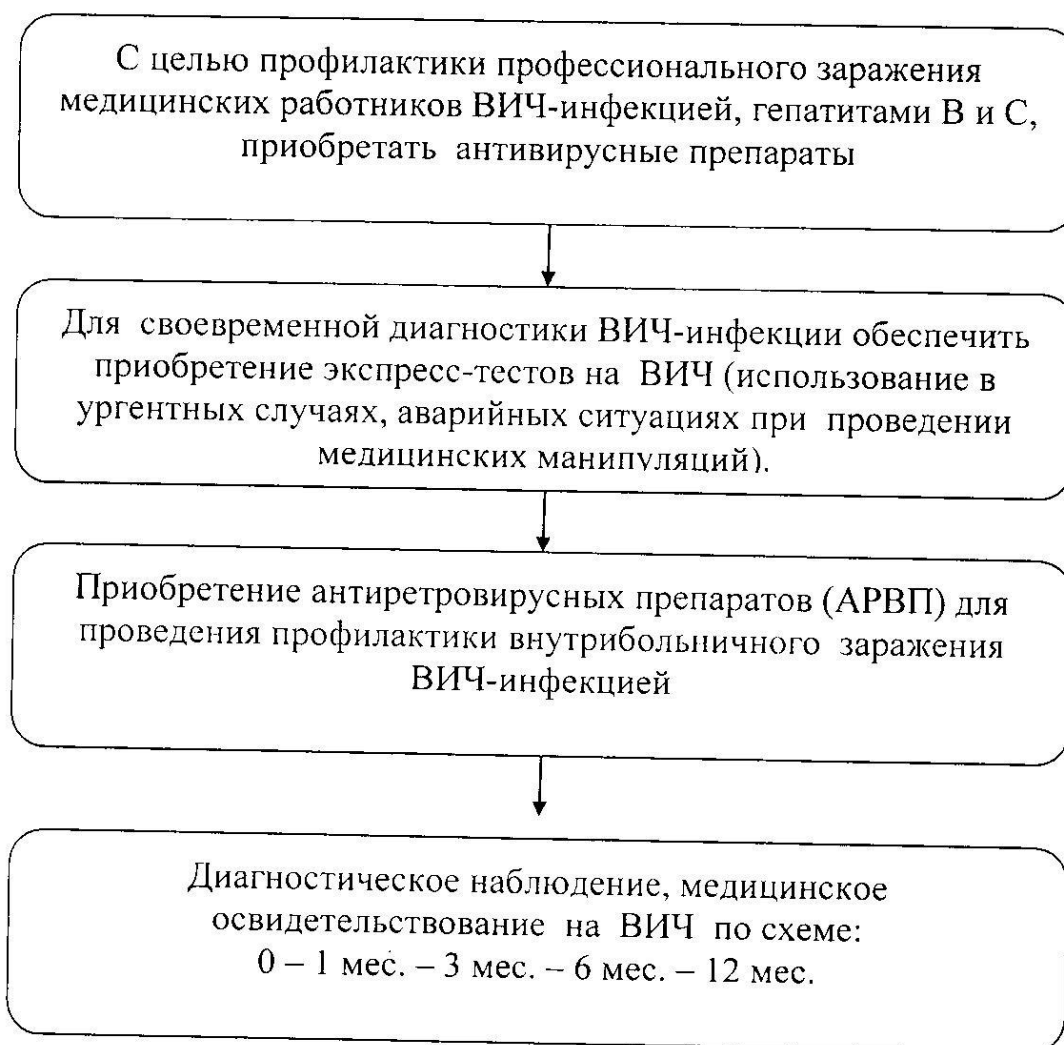 С целью профилактики профессионального заражения
медицинских работников ВИЧ-инфекцией, гепатитами В и С,
приобретать антивирусные препараты
Для своевременной диагностики ВИЧ-инфекции обеспечить
приобретение экспресс-тестов на ВИЧ (использование в
ургентных случаях, аварийных ситуациях при проведении
медицинских манипуляций).
Приобретение антиретровирусных препаратов (АРВП) для
проведения профилактики внутрибольничного заражения
ВИЧ-инфекцией
Диагностическое наблюдение, медицинское
освидетельствование на ВИЧ по схеме:
0 – 1 мес. – 3 мес. – 6 мес. – 12 мес.